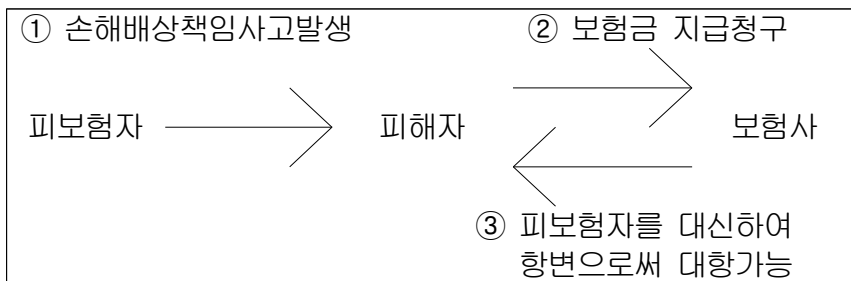 ① 손해배상책임사고발생 ② 보험금 지급청구
피보험자 피해자 보험사
③ 피보험자를 대신하여
항변으로써 대항가능